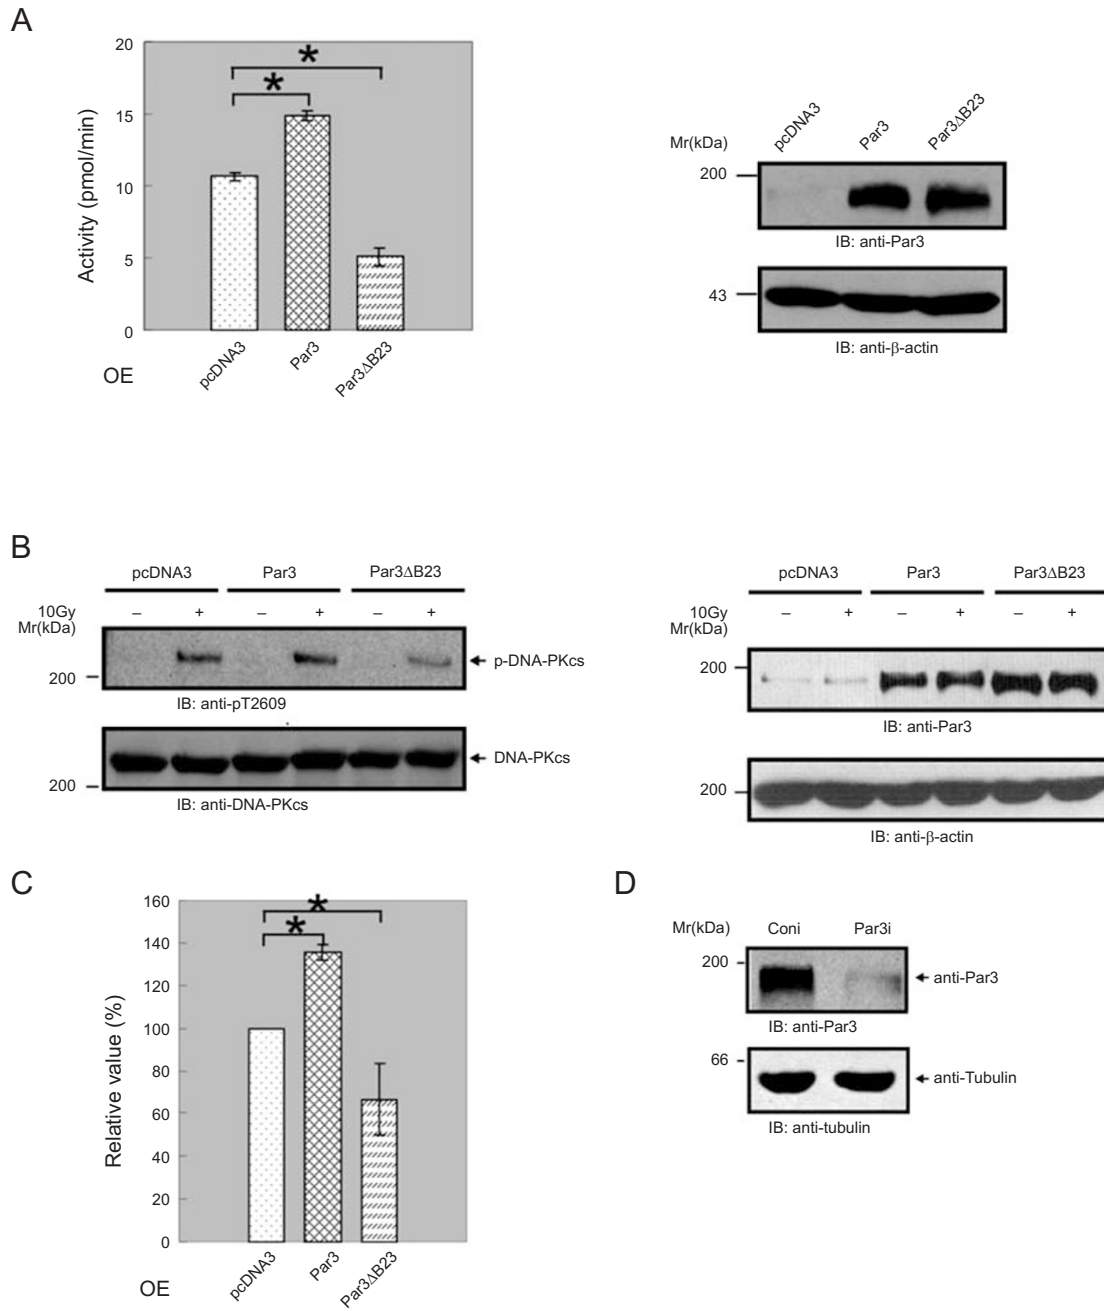 A
20
15
10
5
0
Activity (pmol/min)
*
*
OE
pcDNA3
Par3
Par3ΔB23
Mr(kDa)
pcDNA3
Par3
Par3ΔB23
200
IB: anti-Par3
43
IB: anti-β-actin
B
pcDNA3 Par3 Par3ΔB23
10Gy – + – + – +
Mr(kDa)
p-DNA-PKcs
200
IB: anti-pT2609
DNA-PKcs
200
IB: anti-DNA-PKcs
pcDNA3 Par3 Par3ΔB23
10Gy – + – + – +
Mr(kDa)
200
IB: anti-Par3
200
IB: anti-β-actin
C
160
140
120
100
80
60
40
20
0
Relative value (%)
*
*
OE
pcDNA3
Par3
Par3ΔB23
D
Mr(kDa) Coni Par3i
200
anti-Par3
IB: anti-Par3
66
anti-Tubulin
IB: anti-tubulin